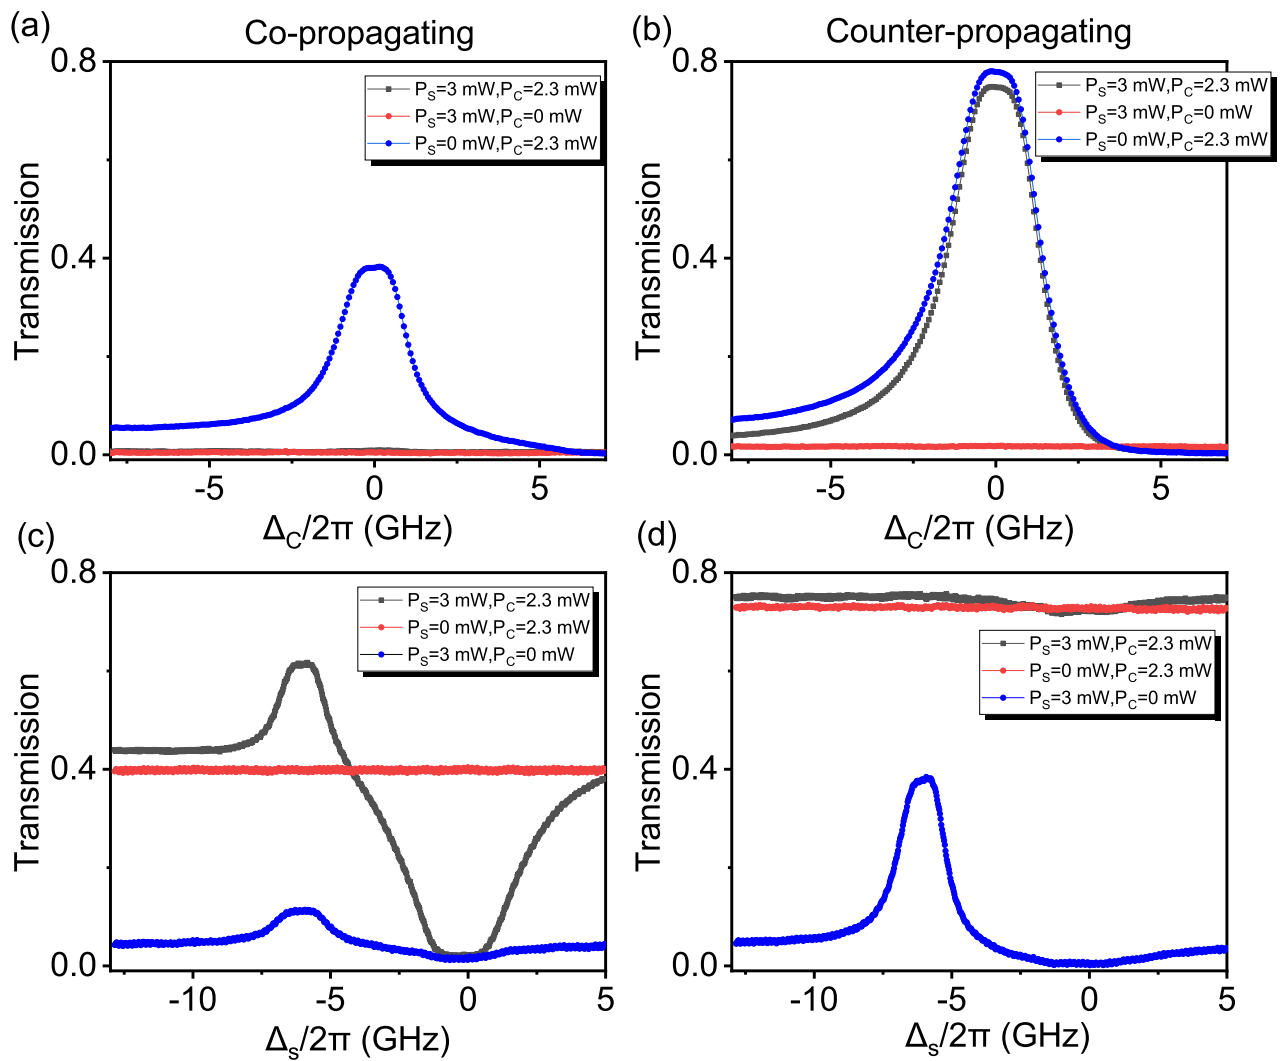 (a)
Co-propagating
0.8
0.4
0.0
Transmission
P_S=3 mW,P_C=2.3 mW
P_S=3 mW,P_C=0 mW
P_S=0 mW,P_C=2.3 mW
-5
0
5
Δ_C/2π (GHz)
(b)
Counter-propagating
0.8
0.4
0.0
Transmission
P_S=3 mW,P_C=2.3 mW
P_S=3 mW,P_C=0 mW
P_S=0 mW,P_C=2.3 mW
-5
0
5
Δ_C/2π (GHz)
(c)
0.8
0.4
0.0
Transmission
P_S=3 mW,P_C=2.3 mW
P_S=0 mW,P_C=2.3 mW
P_S=3 mW,P_C=0 mW
-10
-5
0
5
Δ_s/2π (GHz)
(d)
0.8
0.4
0.0
Transmission
P_S=3 mW,P_C=2.3 mW
P_S=0 mW,P_C=2.3 mW
P_S=3 mW,P_C=0 mW
-10
-5
0
5
Δ_s/2π (GHz)